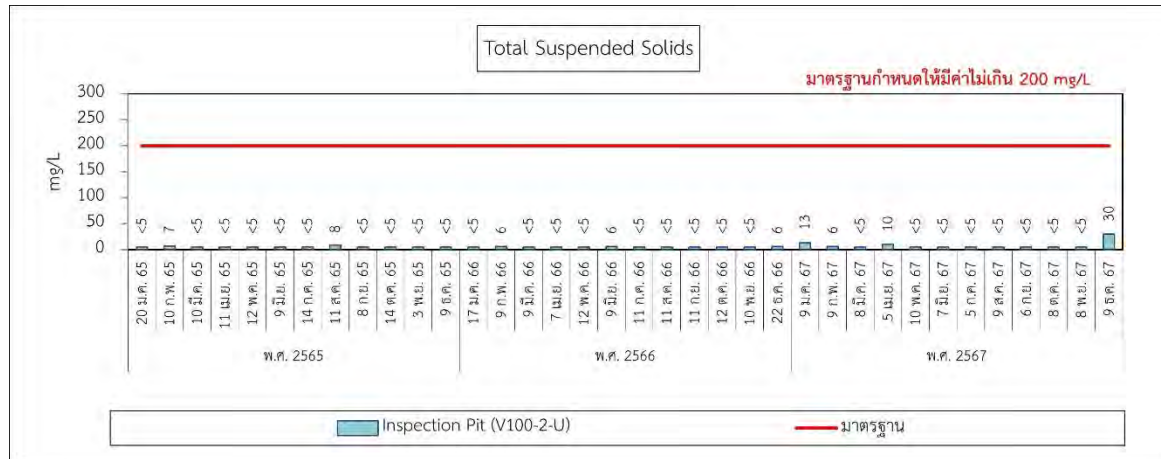 Total Suspended Solids
มาตรฐานกำหนดให้มีค่าไม่เกิน 200 mg/L
mg/L
300
250
200
150
100
50
0
<5 7 <5 <5 <5 <5 <5 8 <5 <5 <5 <5 <5 6 <5 <5 <5 6 <5 <5 <5 <5 <5 6 13 6 <5 10 <5 <5 <5 <5 <5 <5 <5 30
20 ม.ค. 65
10 ก.พ. 65
10 มี.ค. 65
11 เม.ย. 65
12 พ.ค. 65
9 มิ.ย. 65
14 ก.ค. 65
11 ส.ค. 65
8 ก.ย. 65
14 ต.ค. 65
3 พ.ย. 65
9 ธ.ค. 65
17 ม.ค. 66
9 ก.พ. 66
9 มี.ค. 66
7 เม.ย. 66
12 พ.ค. 66
9 มิ.ย. 66
11 ก.ค. 66
11 ส.ค. 66
11 ก.ย. 66
12 ต.ค. 66
10 พ.ย. 66
22 ธ.ค. 66
9 ม.ค. 67
9 ก.พ. 67
8 มี.ค. 67
5 เม.ย. 67
10 พ.ค. 67
7 มิ.ย. 67
5 ก.ค. 67
9 ส.ค. 67
6 ก.ย. 67
8 ต.ค. 67
8 พ.ย. 67
9 ธ.ค. 67
พ.ศ. 2565 พ.ศ. 2566 พ.ศ. 2567
Inspection Pit (V100-2-U) มาตรฐาน